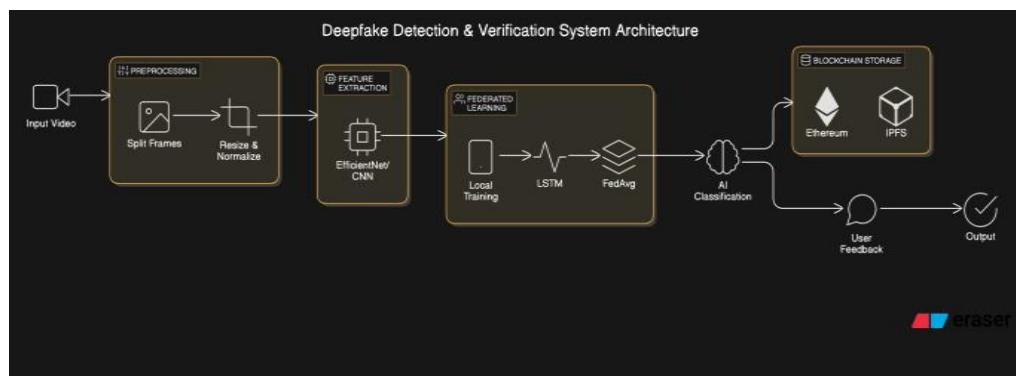 Deepfake Detection & Verification System Architecture
PREPROCESSING
Input Video
Split Frames
Resize &
Normalize
FEATURE
EXTRACTION
EfficientNet/
CNN
FEDERATED
LEARNING
Local
Training
LSTM
FedAvg
AI
Classification
BLOCKCHAIN STORAGE
Ethereum
IPFS
User
Feedback
Output
eraser